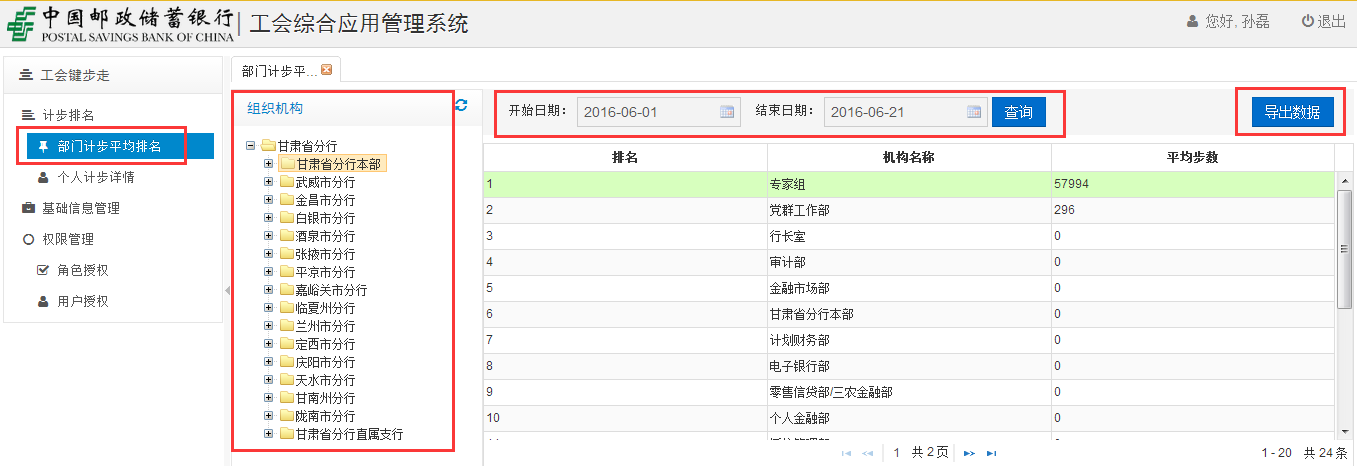 中国邮政储蓄银行
POSTAL SAVINGS BANK OF CHINA
工会综合应用管理系统
您好, 孙磊
退出
工会键步走
计步排名
部门计步平均排名
个人计步详情
基础信息管理
权限管理
角色授权
用户授权
部门计步平...
组织机构
甘肃省分行
甘肃省分行本部
武威市分行
金昌市分行
白银市分行
酒泉市分行
张掖市分行
平凉市分行
嘉峪关市分行
临夏州分行
兰州市分行
定西市分行
庆阳市分行
天水市分行
甘南州分行
陇南市分行
甘肃省分行直属支行
开始日期: 2016-06-01 结束日期: 2016-06-21 查询 导出数据
排名 机构名称 平均步数
1 专家组 57994
2 党群工作部 296
3 行长室 0
4 审计部 0
5 金融市场部 0
6 甘肃省分行本部 0
7 计划财务部 0
8 电子银行部 0
9 零售信贷部/三农金融部 0
10 个人金融部 0
1 共2页
1 - 20 共24条